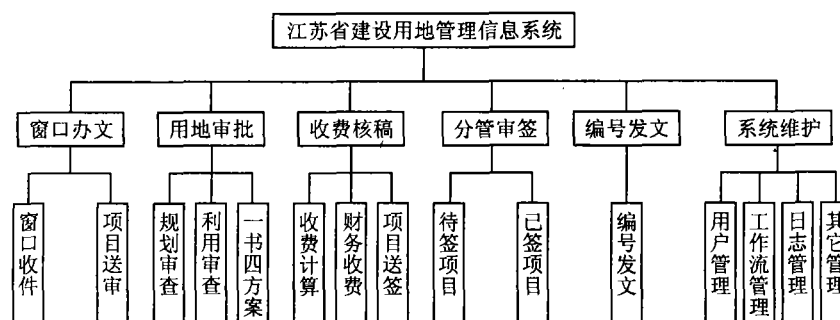 江苏省建设用地管理信息系统
窗口办文
用地审批
收费核稿
分管审签
编号发文
系统维护
窗口收件
项目送审
规划审查
利用审查
一书四方案
收费计算
财务收费
项目送签
待签项目
已签项目
编号发文
用户管理
工作流管理
日志管理
其它管理